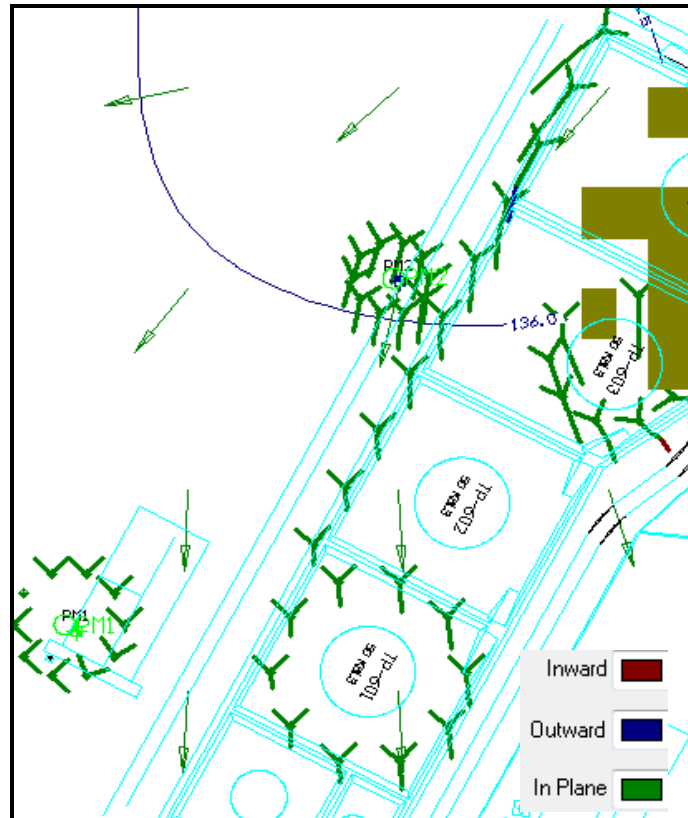 PM2
136.0
TP-603
TP-602
PM1
PM1
TP-601
Inward
Outward
In Plane